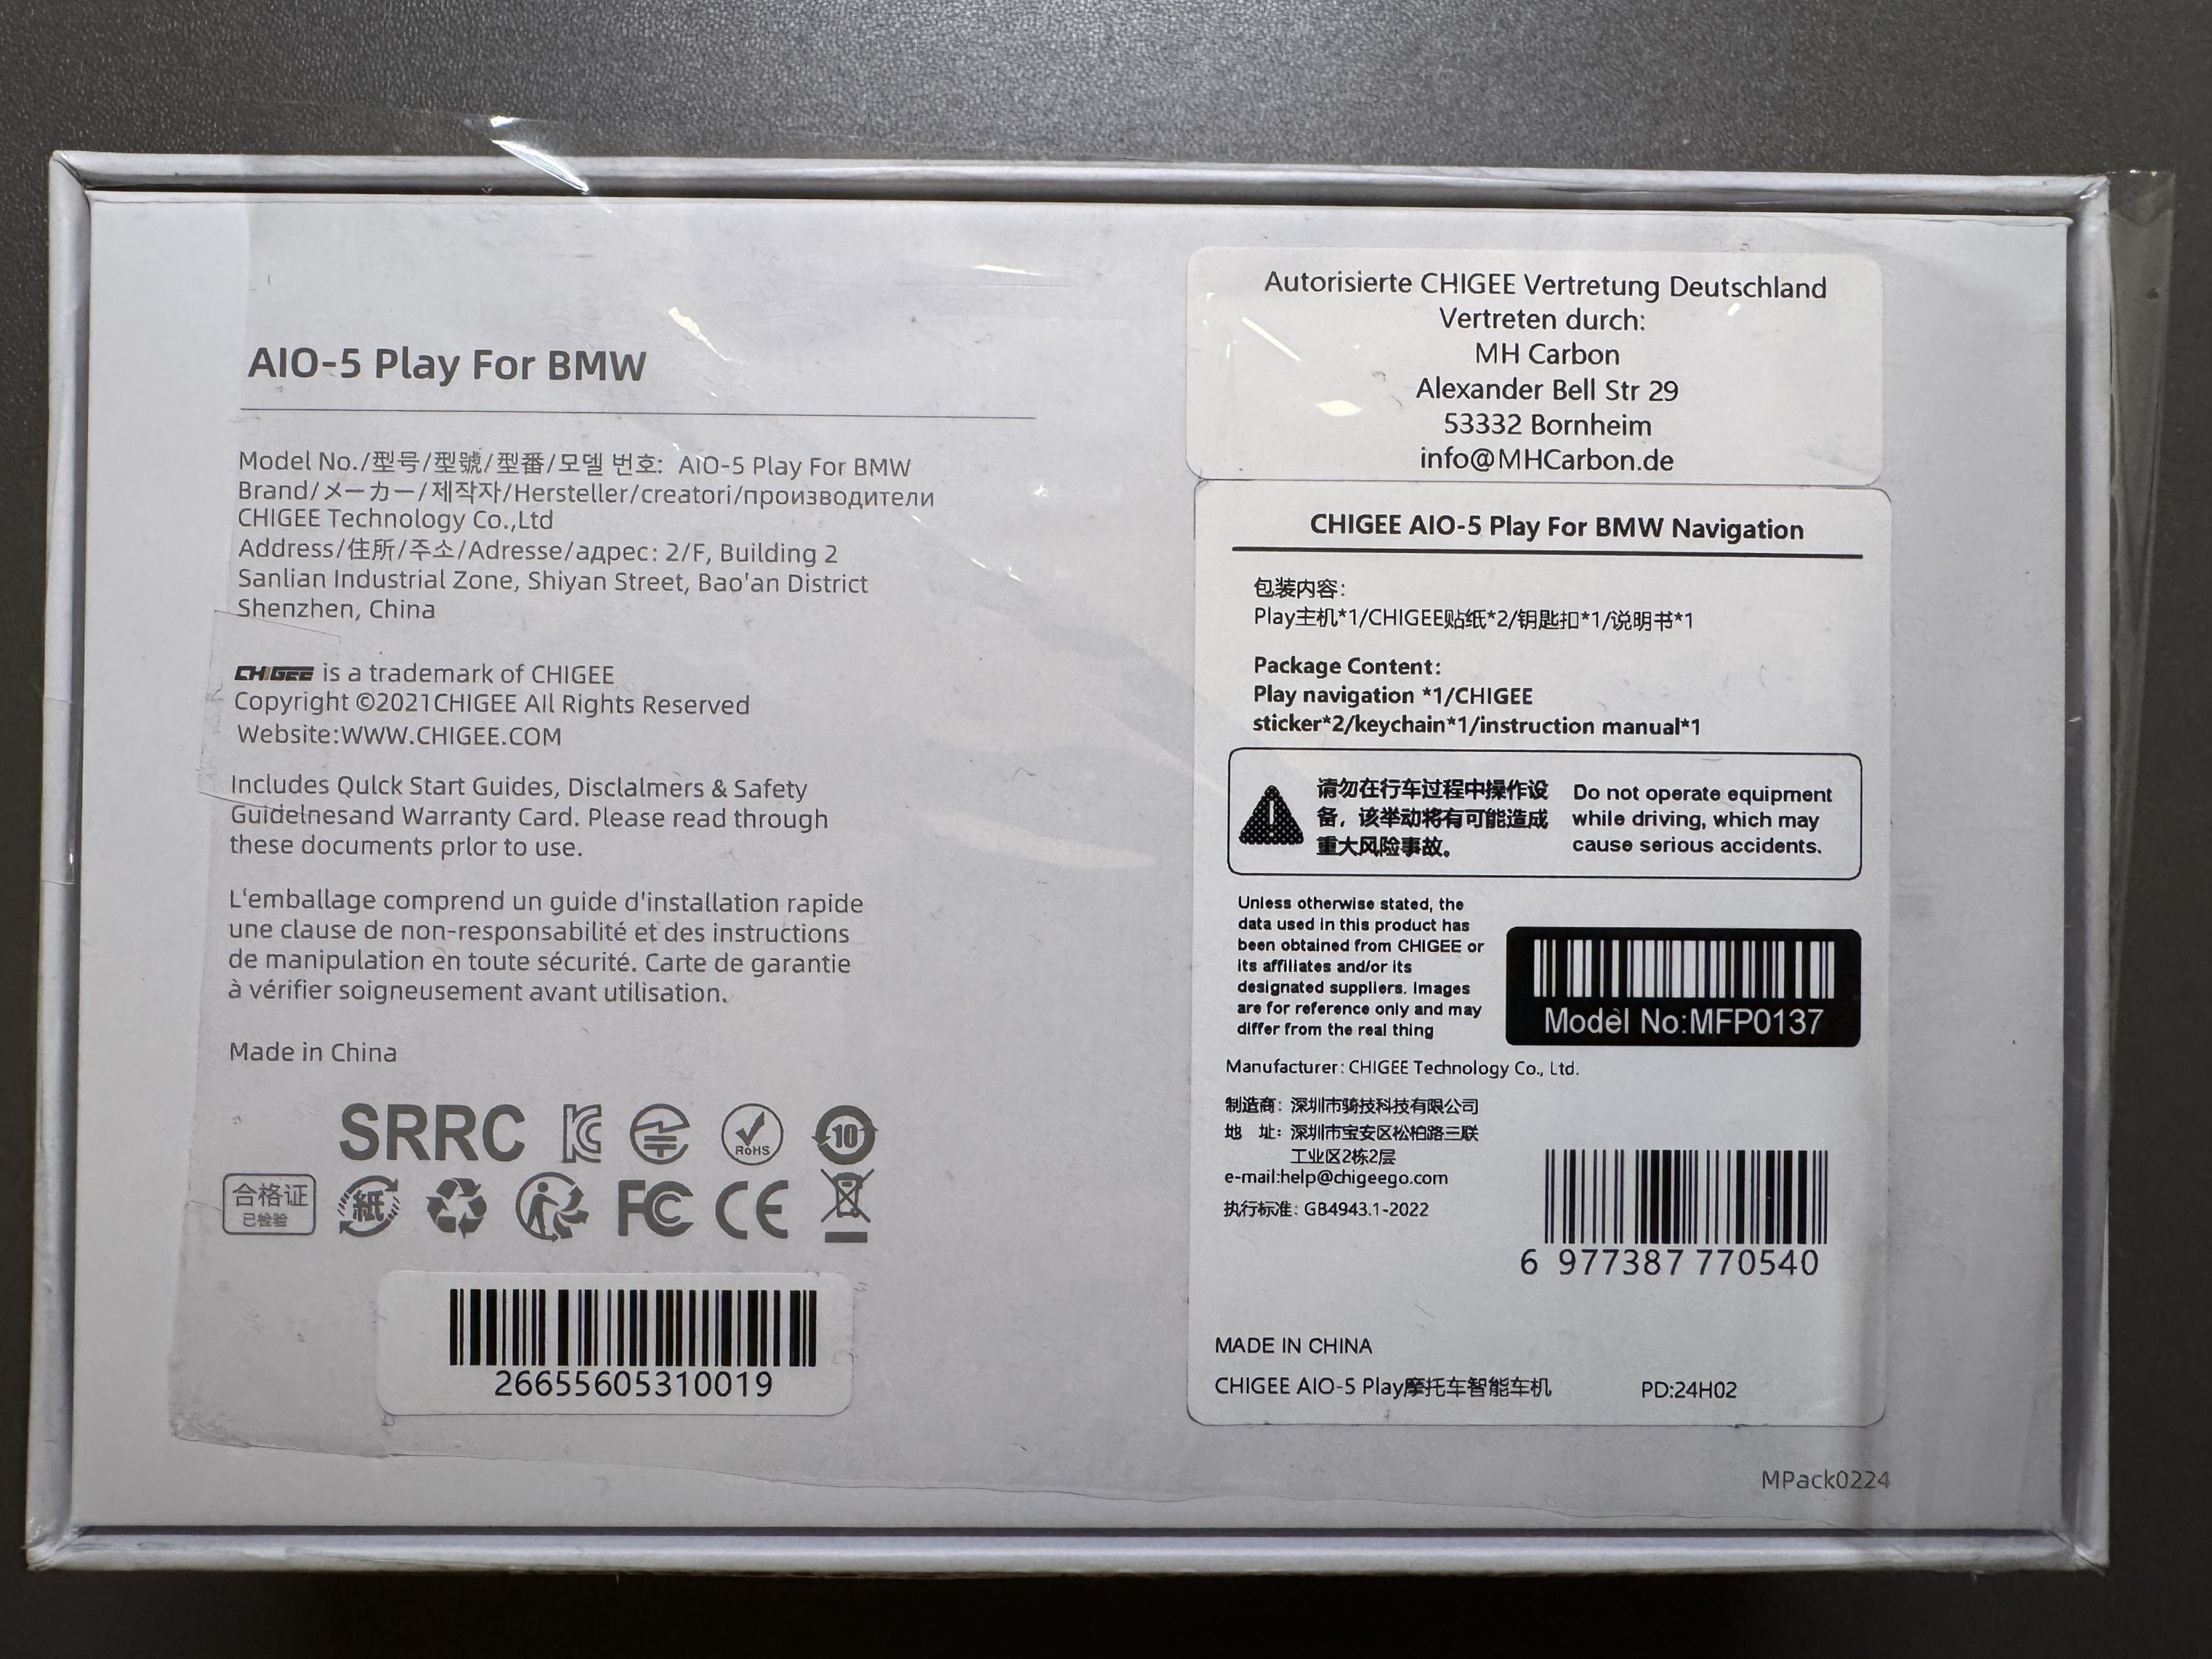 AIO-5 Play For BMW
Model No./型号/型號/型番/모델 번호: AIO-5 Play For BMW
Brand/メーカー/제작자/Hersteller/creatori/производители
CHIGEE Technology Co.,Ltd
Address/住所/주소/Adresse/адрес: 2/F, Building 2
Sanlian Industrial Zone, Shiyan Street, Bao'an District
Shenzhen, China
CHIGEE is a trademark of CHIGEE
Copyright ©2021CHIGEE All Rights Reserved
Website:WWW.CHIGEE.COM
Includes Qulck Start Guides, Disclalmers & Safety
Guidelnesand Warranty Card. Please read through
these documents prlor to use.
L'emballage comprend un guide d'installation rapide
une clause de non-responsabilité et des instructions
de manipulation en toute sécurité. Carte de garantie
à vérifier soigneusement avant utilisation.
Made in China
SRRC
RoHS
10
合格证
已检验
紙
FC CE
26655605310019
Autorisierte CHIGEE Vertretung Deutschland
Vertreten durch:
MH Carbon
Alexander Bell Str 29
53332 Bornheim
info@MHCarbon.de
CHIGEE AIO-5 Play For BMW Navigation
包装内容:
Play主机*1/CHIGEE贴纸*2/钥匙扣*1/说明书*1
Package Content:
Play navigation *1/CHIGEE
sticker*2/keychain*1/instruction manual*1
请勿在行车过程中操作设
备，该举动将有可能造成
重大风险事故。
Do not operate equipment
while driving, which may
cause serious accidents.
Unless otherwise stated, the
data used in this product has
been obtained from CHIGEE or
its affiliates and/or its
designated suppliers. Images
are for reference only and may
differ from the real thing
Model No:MFP0137
Manufacturer: CHIGEE Technology Co., Ltd.
制造商: 深圳市骑技科技有限公司
地 址: 深圳市宝安区松柏路三联
工业区2栋2层
e-mail:help@chigeego.com
执行标准: GB4943.1-2022
6 977387 770540
MADE IN CHINA
CHIGEE AIO-5 Play摩托车智能车机 PD:24H02
MPack0224